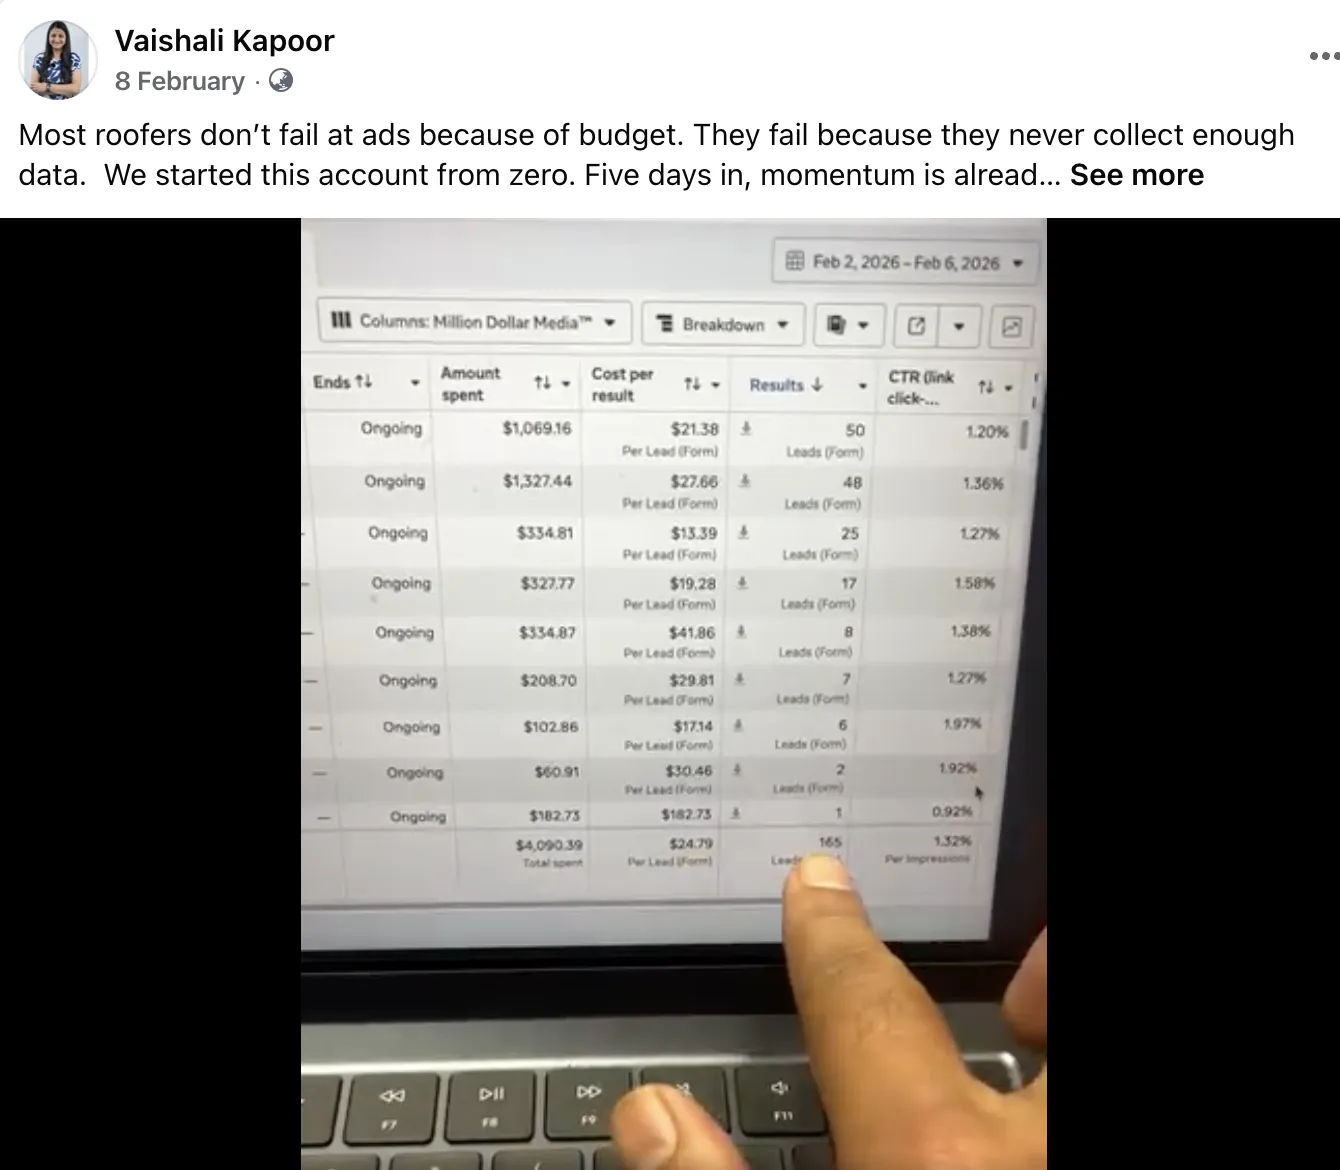 Vaishali Kapoor
8 February ·
Most roofers don’t fail at ads because of budget. They fail because they never collect enough
data.  We started this account from zero. Five days in, momentum is alread... See more
Feb 2, 2026 – Feb 6, 2026
Columns: Million Dollar Media™
Breakdown
Ends
Amount spent
Cost per result
Results
CTR (link click-...
Ongoing $1,069.16 $21.38 50 1.20%
Per Lead (Form) Leads (Form)
Ongoing $1,327.44 $27.66 48 1.36%
Per Lead (Form) Leads (Form)
Ongoing $334.81 $13.39 25 1.27%
Per Lead (Form) Leads (Form)
Ongoing $327.77 $19.28 17 1.58%
Per Lead (Form) Leads (Form)
Ongoing $334.87 $41.86 8 1.38%
Per Lead (Form) Leads (Form)
Ongoing $208.70 $29.81 7 1.27%
Per Lead (Form) Leads (Form)
Ongoing $102.86 $17.14 6 1.97%
Per Lead (Form) Leads (Form)
Ongoing $60.91 $30.46 2 1.92%
Per Lead (Form) Leads (Form)
Ongoing $182.73 $182.73 1 0.92%
$4,090.39 $24.79 165 1.32%
Total spent Per Lead (Form) Per Impressions
F7 F8 F9 F11